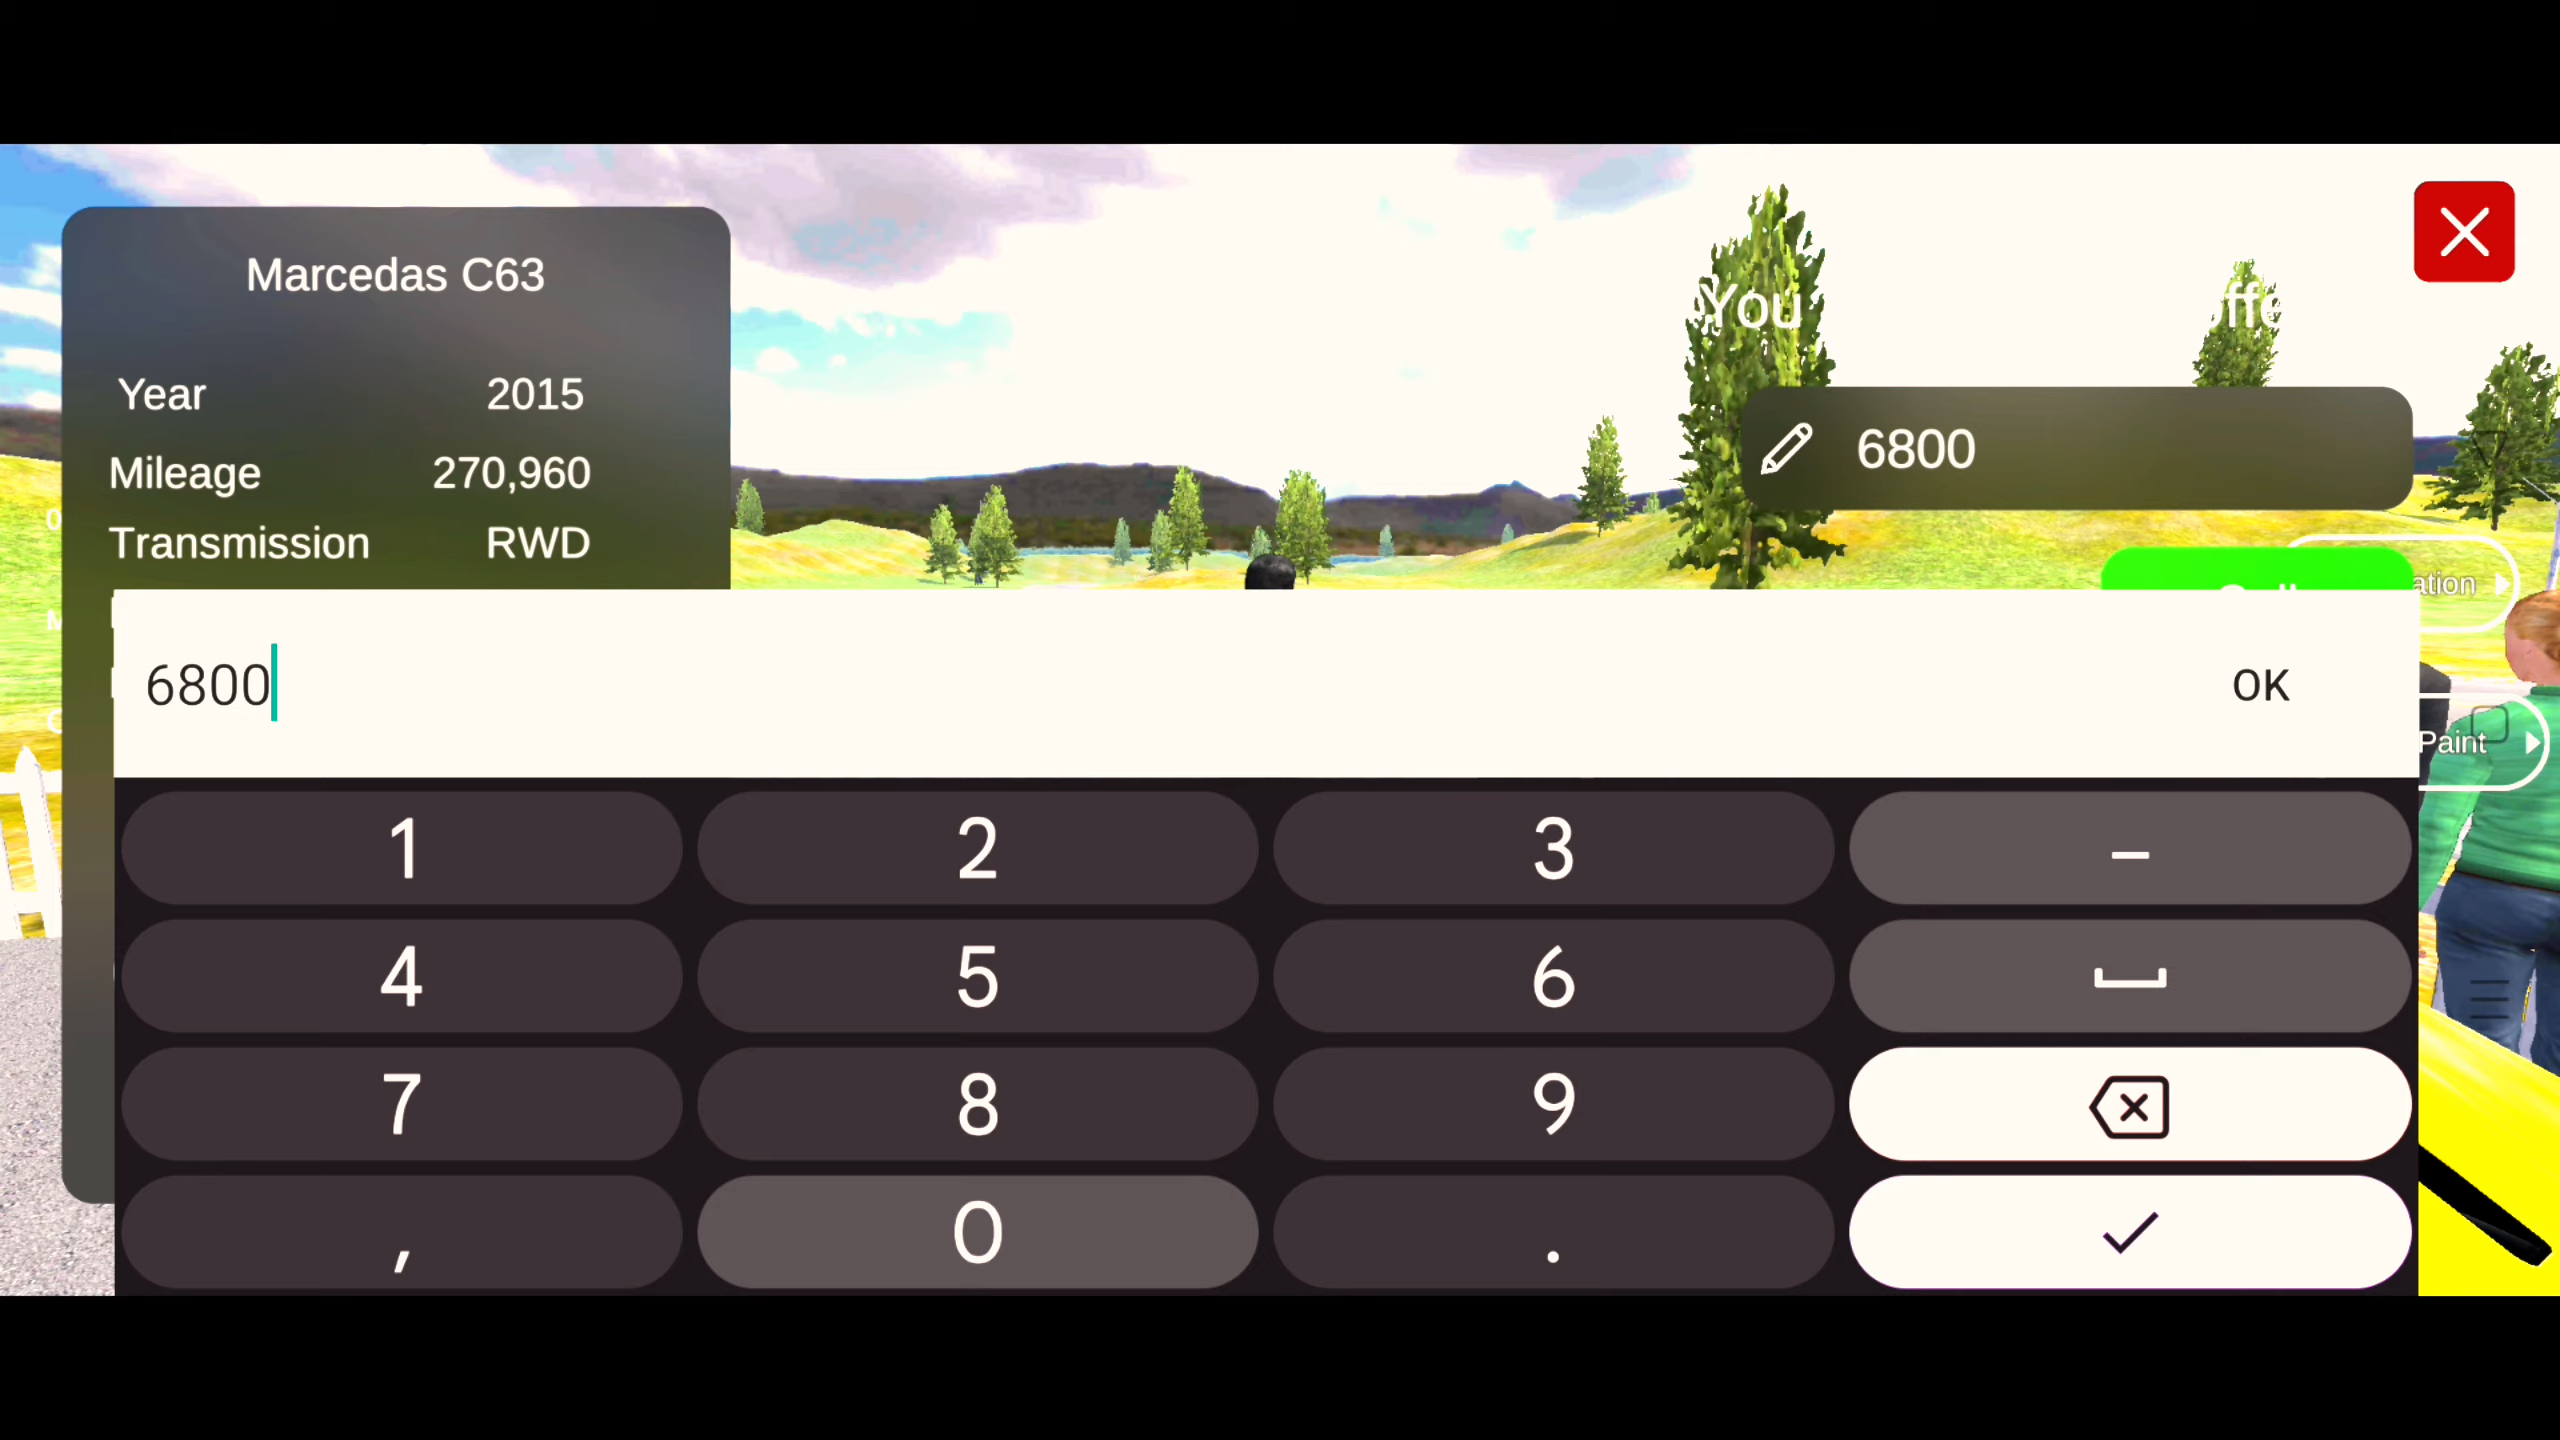 Marcedas C63
You
Year 2015
6800
Mileage 270,960
Transmission RWD
6800
OK
Paint
1 2 3 –
4 5 6
7 8 9
, 0 .